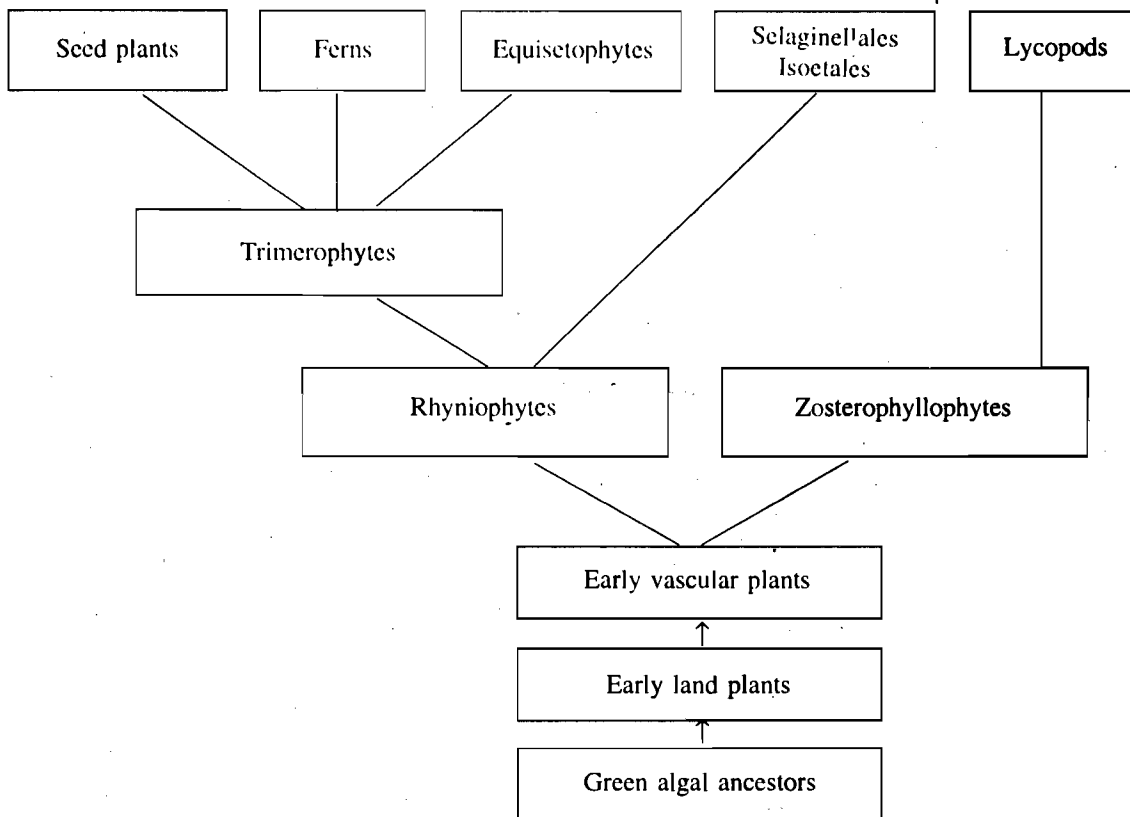 Seed plants
Ferns
Equisetophytes
Selaginellales
Isoetales
Lycopods
Trimerophytes
Rhyniophytes
Zosterophyllophytes
Early vascular plants
Early land plants
Green algal ancestors